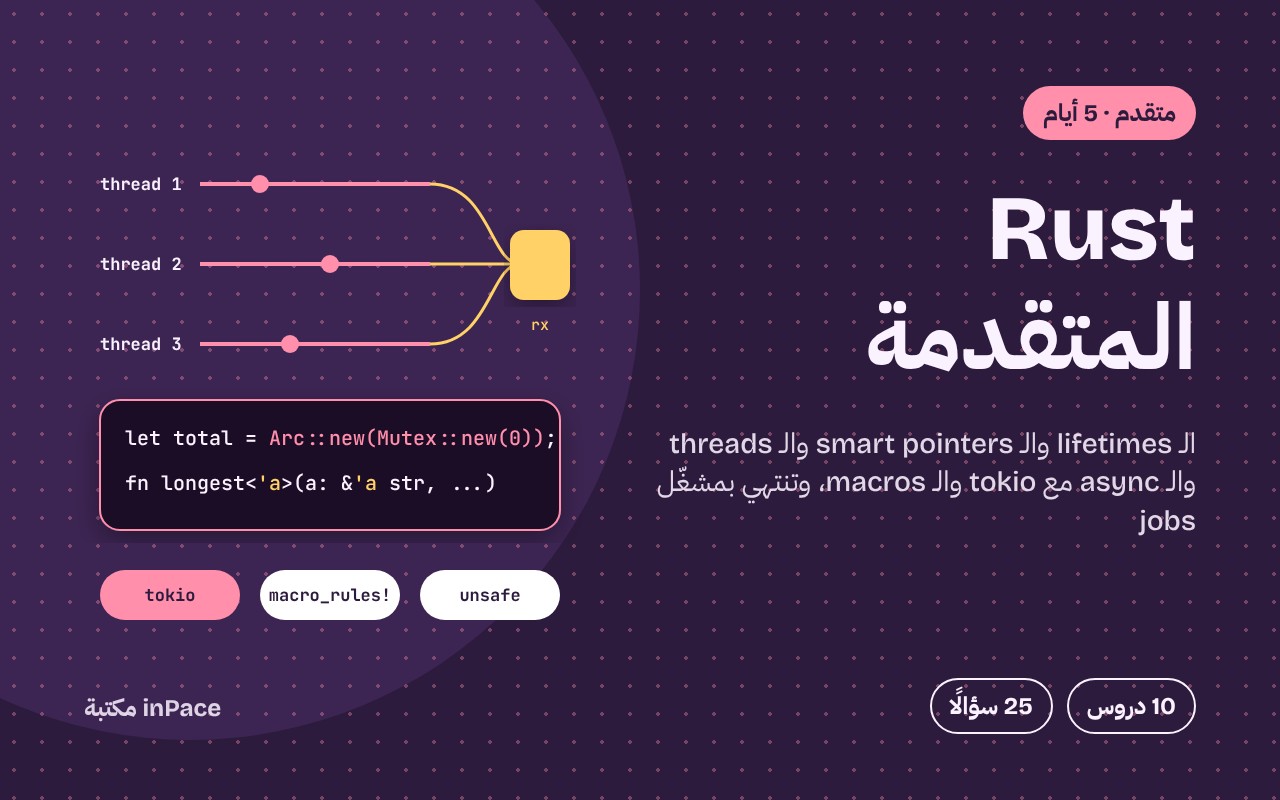 متقدم · 5 أيام
Rust
المتقدمة
الـ lifetimes والـ smart pointers والـ threads
والـ async مع tokio والـ macros، وتنتهي بمشغّل
jobs
10 دروس
25 سؤالًا
thread 1
thread 2
thread 3
rx
let total = Arc::new(Mutex::new(0));
fn longest<'a>(a: &'a str, ...)
tokio
macro_rules!
unsafe
مكتبة inPace